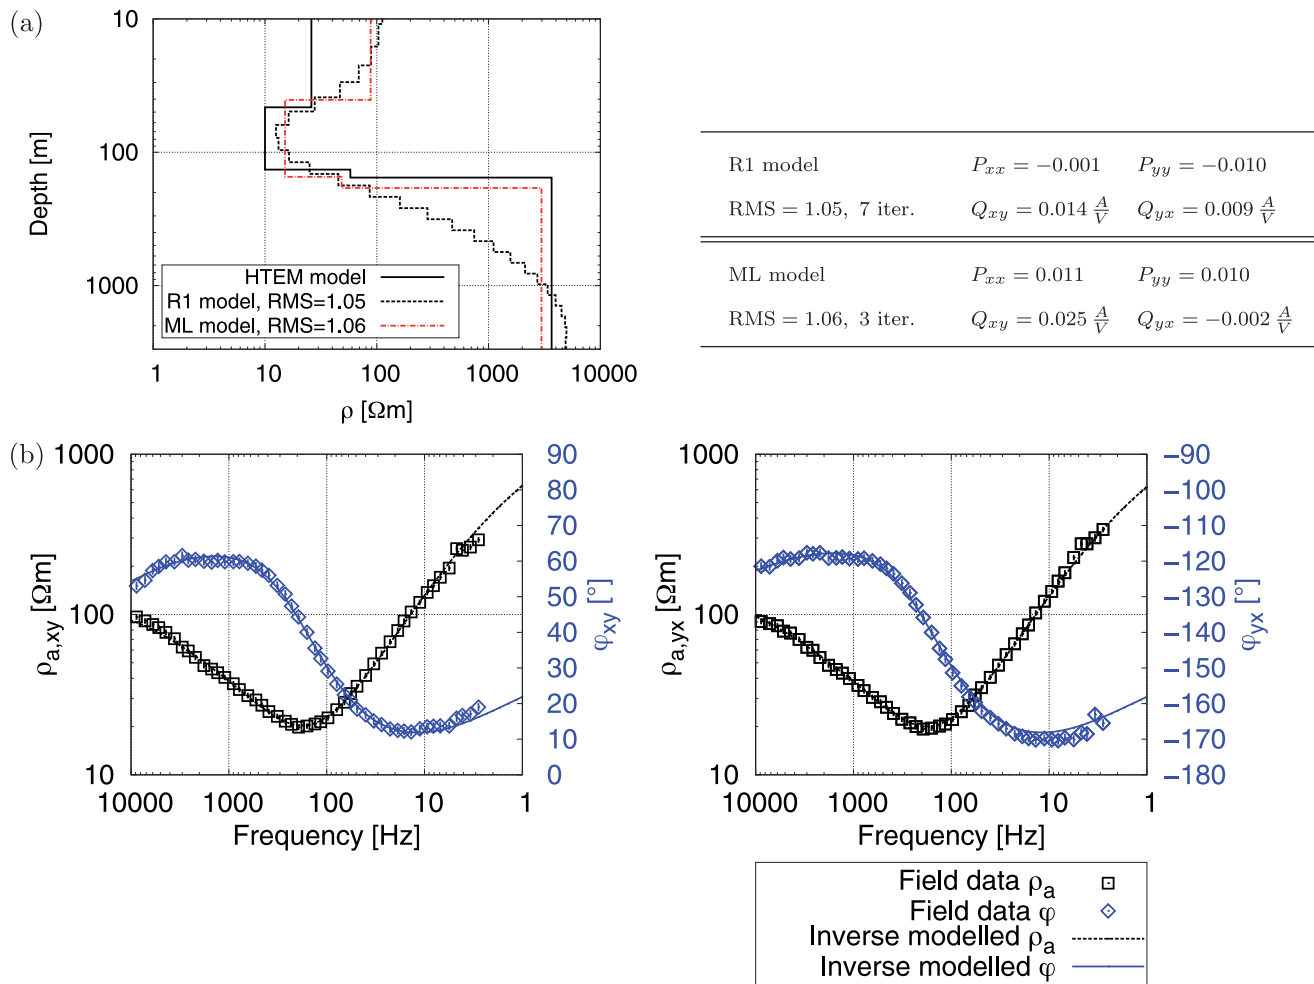 (a)
10
100
1000
Depth [m]
HTEM model
R1 model, RMS=1.05
ML model, RMS=1.06
1 10 100 1000 10000
ρ [Ωm]
R1 model P_xx = −0.001 P_yy = −0.010
RMS = 1.05, 7 iter. Q_xy = 0.014 A/V Q_yx = 0.009 A/V
ML model P_xx = 0.011 P_yy = 0.010
RMS = 1.06, 3 iter. Q_xy = 0.025 A/V Q_yx = −0.002 A/V
(b)
1000
100
10
ρ_a,xy [Ωm]
90
80
70
60
50
40
30
20
10
0
φ_xy [°]
10000 1000 100 10 1
Frequency [Hz]
1000
100
10
ρ_a,yx [Ωm]
−90
−100
−110
−120
−130
−140
−150
−160
−170
−180
φ_yx [°]
10000 1000 100 10 1
Frequency [Hz]
Field data ρ_a
Field data φ
Inverse modelled ρ_a
Inverse modelled φ